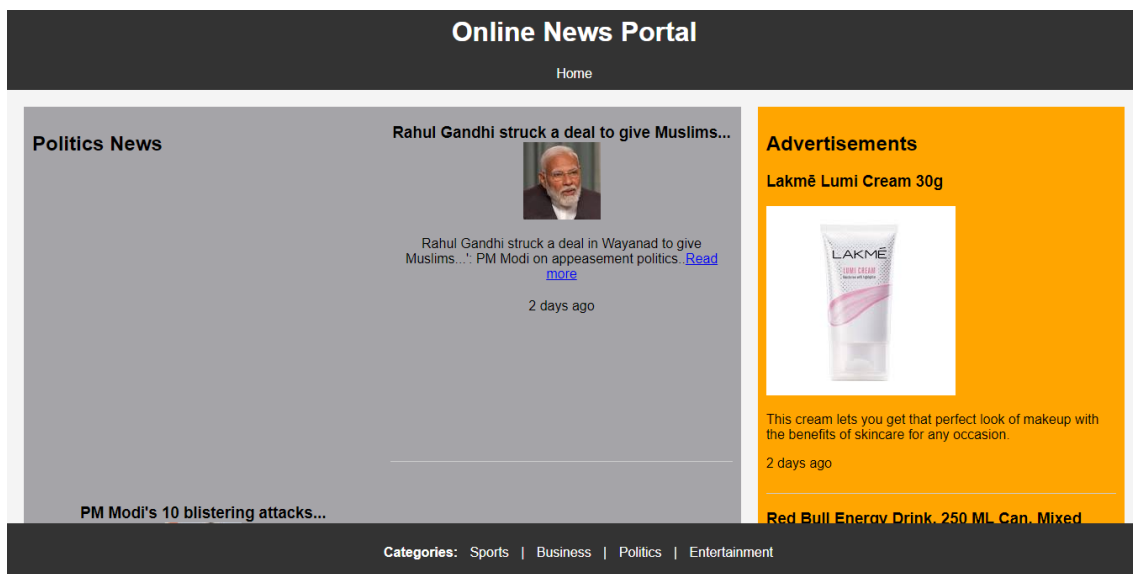 Online News Portal
Home
Politics News
Rahul Gandhi struck a deal to give Muslims...
Rahul Gandhi struck a deal in Wayanad to give
Muslims...': PM Modi on appeasement politics..Read
more
2 days ago
PM Modi's 10 blistering attacks...
Advertisements
Lakmē Lumi Cream 30g
LAKMĒ
LUMI CREAM
This cream lets you get that perfect look of makeup with
the benefits of skincare for any occasion.
2 days ago
Red Bull Energy Drink, 250 ML Can, Mixed
Categories: Sports | Business | Politics | Entertainment